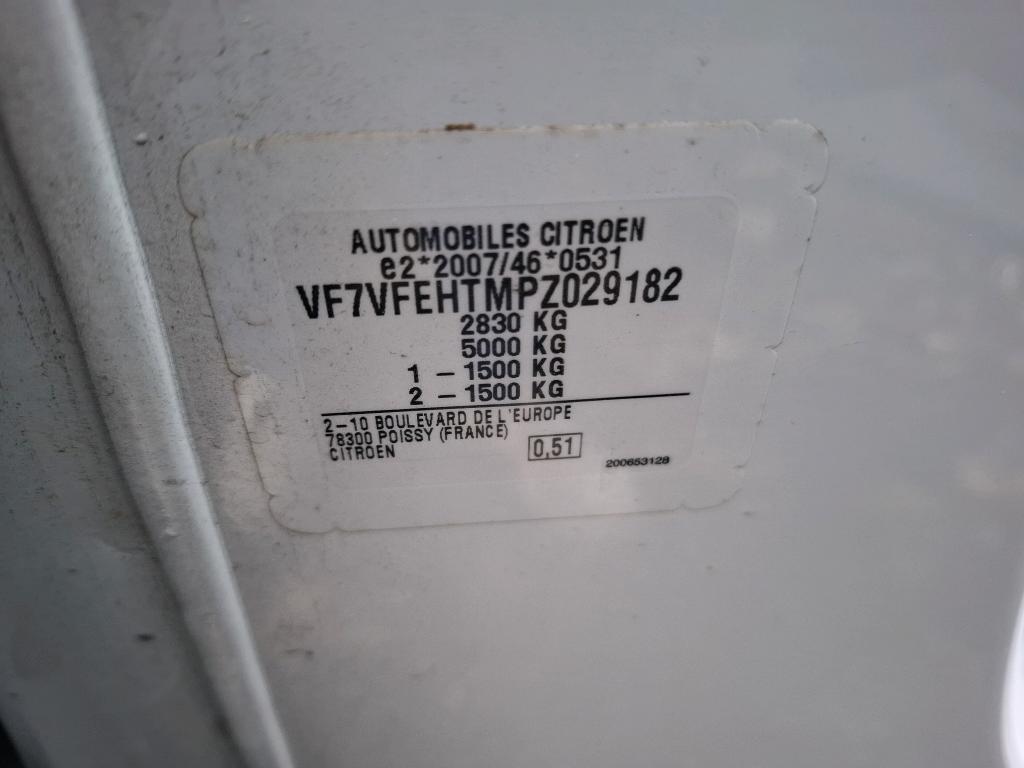 AUTOMOBILES CITROEN
e2*2007/46*0531
VF7VFEHTMPZ029182
2830 KG
5000 KG
1 – 1500 KG
2 – 1500 KG
2–10 BOULEVARD DE L'EUROPE
78300 POISSY (FRANCE)
CITROEN
0,51
200653128